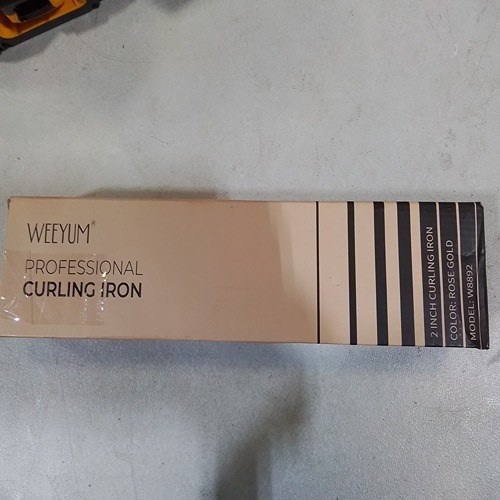 WEEYUM®
PROFESSIONAL
CURLING IRON
2 INCH CURLING IRON
COLOR: ROSE GOLD
MODEL: W8892